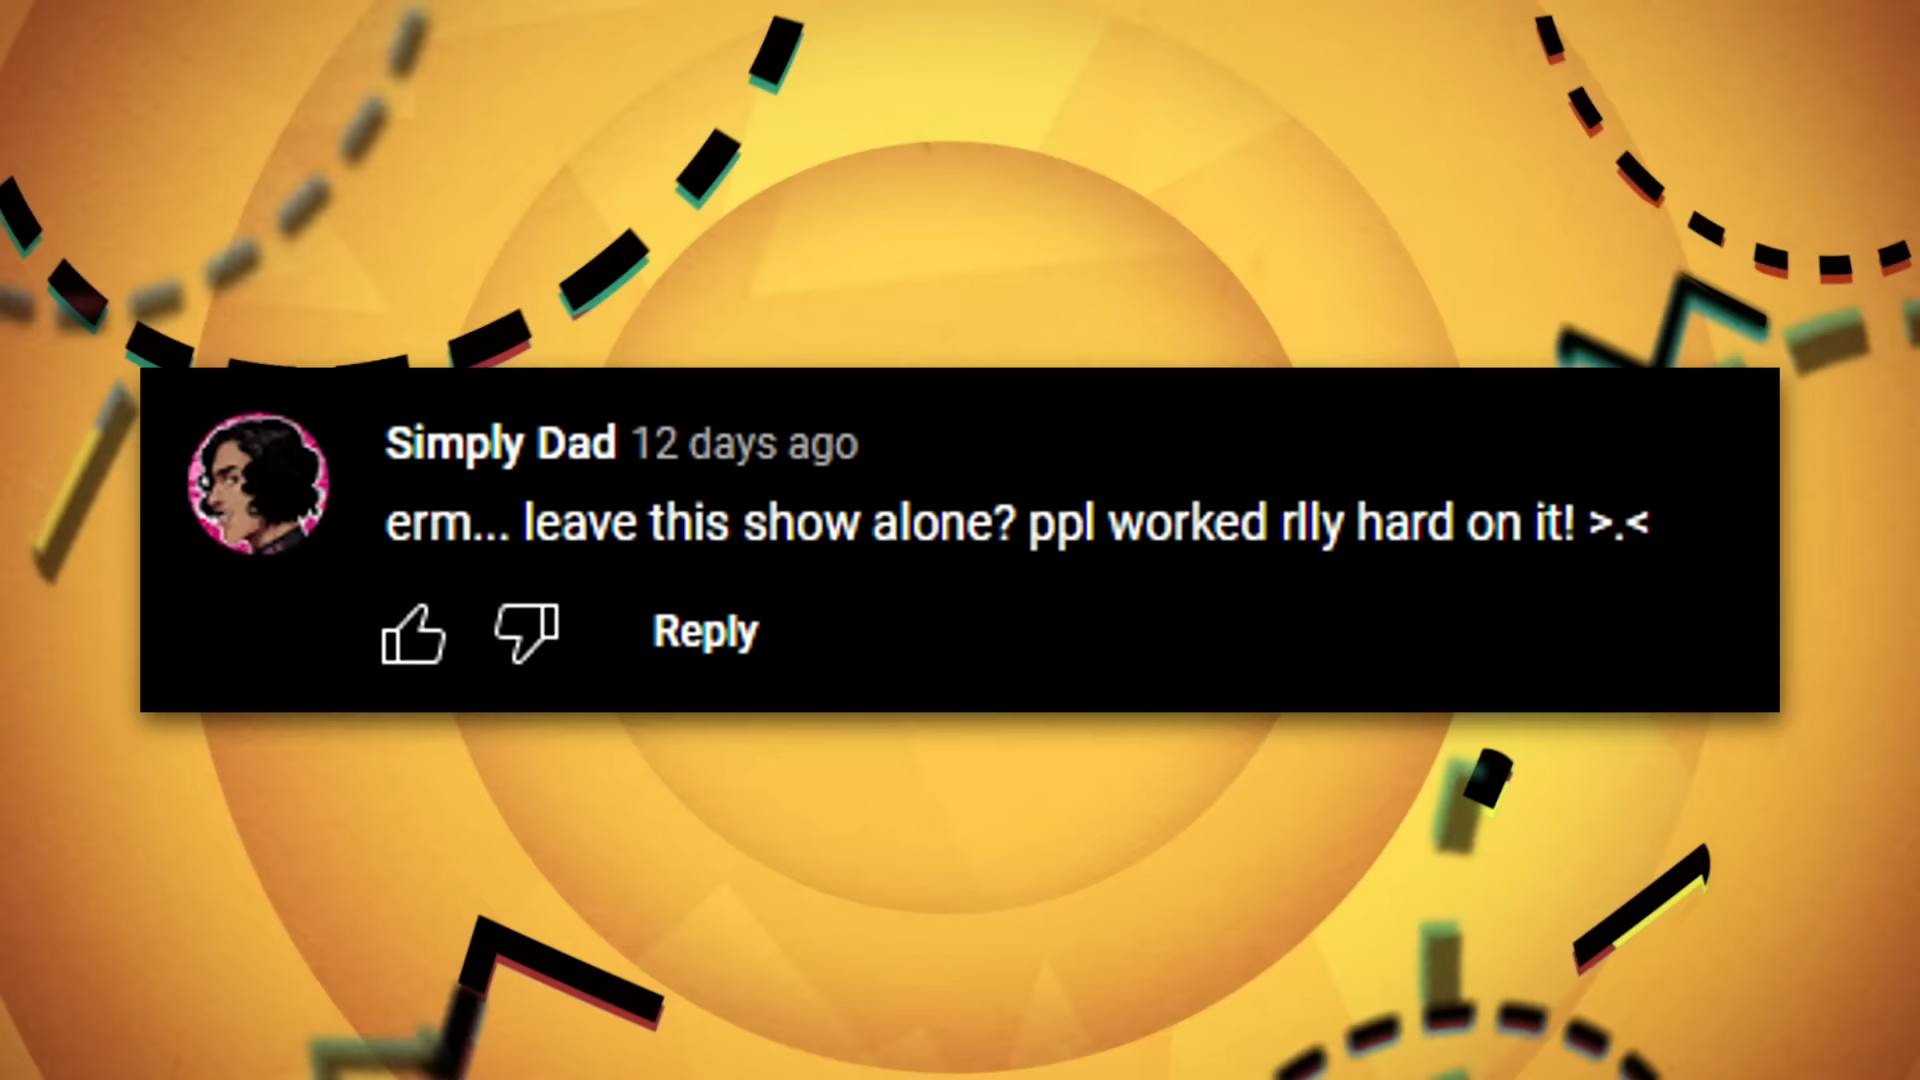 Simply Dad 12 days ago
erm... leave this show alone? ppl worked rlly hard on it! >.<
Reply